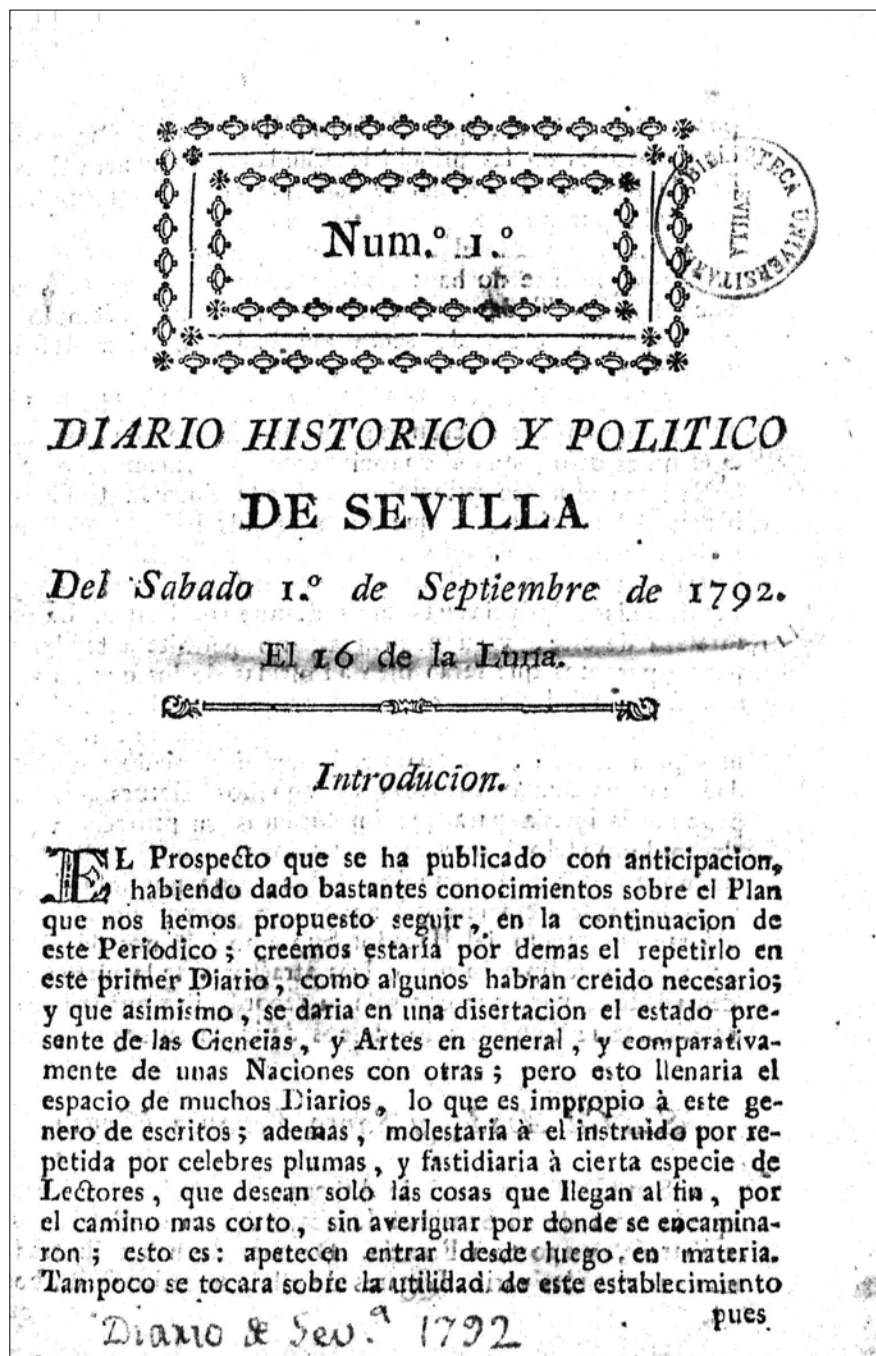 Num.º 1.º
BIBLIOTECA UNIVERSITARIA
SEVILLA
DIARIO HISTORICO Y POLITICO
DE SEVILLA
Del Sabado 1.º de Septiembre de 1792.
El 16 de la Luna.
Introducion.
EL Prospecto que se ha publicado con anticipacion,
habiendo dado bastantes conocimientos sobre el Plan
que nos hemos propuesto seguir, en la continuacion de
este Periodico; creemos estaría por demas el repetirlo en
este primer Diario, como algunos habran creido necesario;
y que asimismo, se daria en una disertacion el estado pre-
sente de las Ciencias, y Artes en general, y comparativa-
mente de unas Naciones con otras; pero esto llenaria el
espacio de muchos Diarios, lo que es impropio à este ge-
nero de escritos; ademas, molestaría à el instruido por re-
petida por celebres plumas, y fastidiaria à cierta especie de
Lectores, que desean solo las cosas que llegan al fin, por
el camino mas corto, sin averiguar por donde se encamina-
ron; esto es: apetecen entrar desde luego en materia.
Tampoco se tocara sobre la utilidad de este establecimiento
pues
Diario de Sev.ª 1792